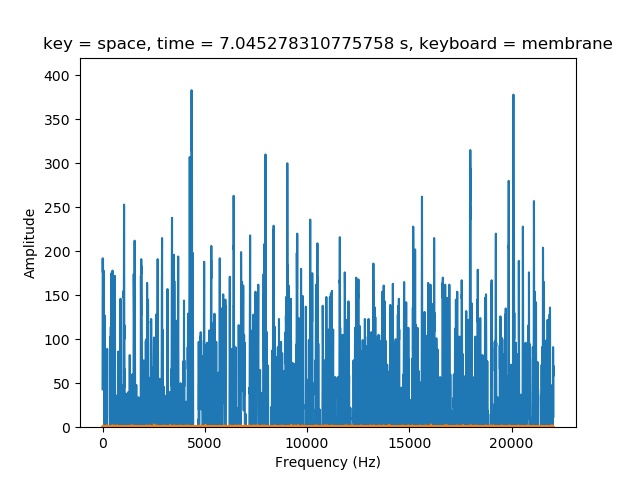 key = space, time = 7.045278310775758 s, keyboard = membrane
400
350
300
250
200
150
100
50
0
Amplitude
0 5000 10000 15000 20000
Frequency (Hz)